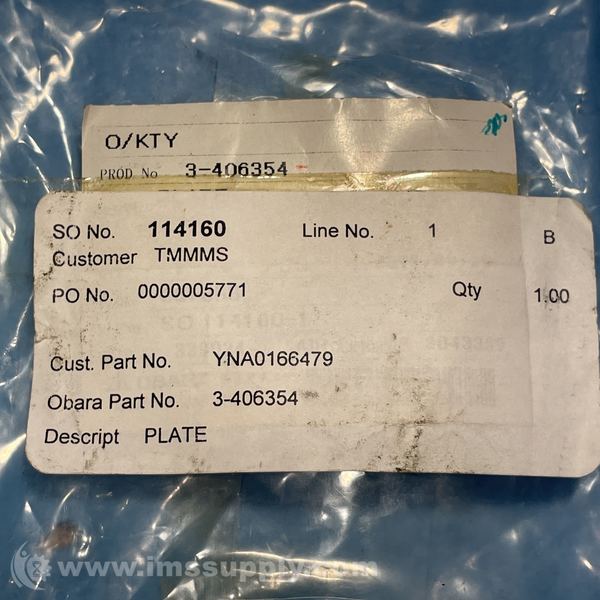 O/KTY
PROD No 3-406354
SO No. 114160 Line No. 1 B
Customer TMMMS
PO No. 0000005771 Qty 1.00
Cust. Part No. YNA0166479
Obara Part No. 3-406354
Descript PLATE
www.imssupply.com